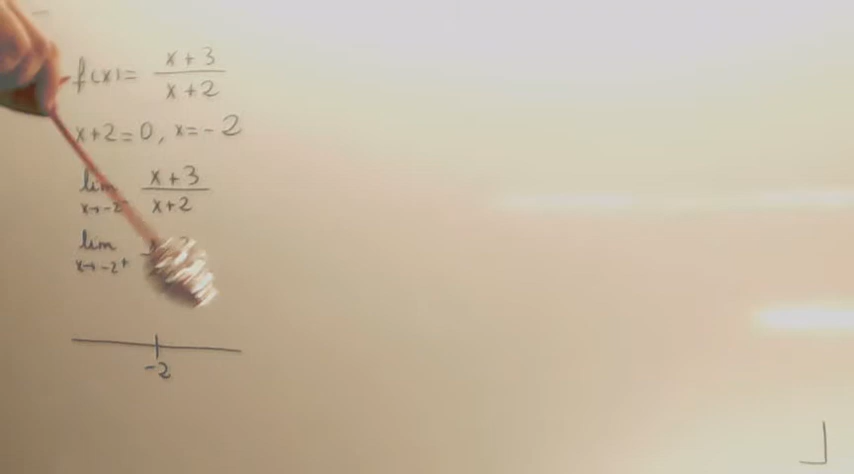 f(x) = x + 3 / x + 2
x + 2 = 0, x = - 2
lim x→-2⁻ x + 3 / x + 2
lim x→-2⁺
-2